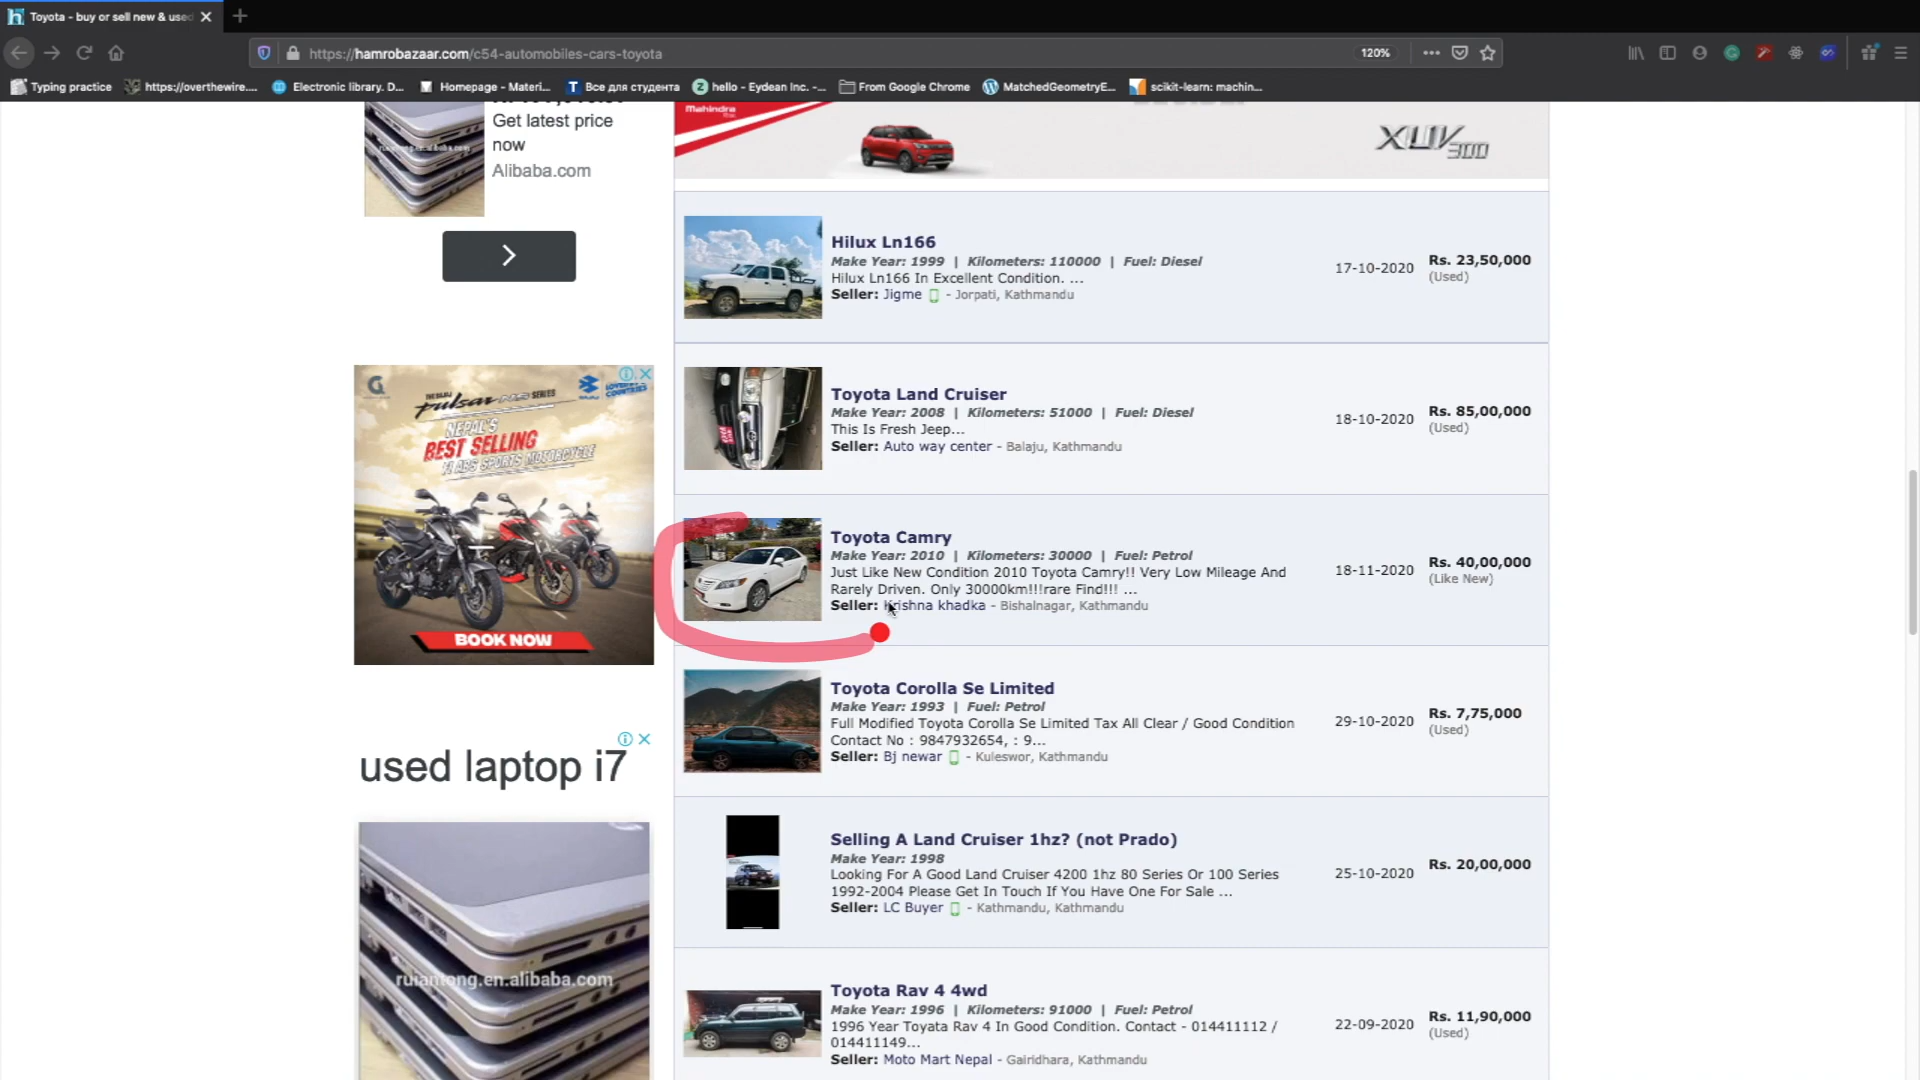 Toyota - buy or sell new & used
https://hamrobazaar.com/c54-automobiles-cars-toyota
120%
Typing practice
https://overthewire....
Electronic library. D...
Homepage - Materi...
Все для студента
hello - Eydean Inc. -...
From Google Chrome
MatchedGeometryE...
scikit-learn: machin...
Get latest price
now
Alibaba.com
Mahindra
XUV300
Hilux Ln166
Make Year: 1999 | Kilometers: 110000 | Fuel: Diesel
Hilux Ln166 In Excellent Condition. ...
Seller: Jigme - Jorpati, Kathmandu
17-10-2020
Rs. 23,50,000
(Used)
Toyota Land Cruiser
Make Year: 2008 | Kilometers: 51000 | Fuel: Diesel
This Is Fresh Jeep...
Seller: Auto way center - Balaju, Kathmandu
18-10-2020
Rs. 85,00,000
(Used)
THE BAJAJ
pulsar NS SERIES
NEPAL'S
BEST SELLING
SPORTS MOTORCYCLE
BOOK NOW
Toyota Camry
Make Year: 2010 | Kilometers: 30000 | Fuel: Petrol
Just Like New Condition 2010 Toyota Camry!! Very Low Mileage And
Rarely Driven. Only 30000km!!!rare Find!!! ...
Seller: Krishna khadka - Bishalnagar, Kathmandu
18-11-2020
Rs. 40,00,000
(Like New)
Toyota Corolla Se Limited
Make Year: 1993 | Fuel: Petrol
Full Modified Toyota Corolla Se Limited Tax All Clear / Good Condition
Contact No : 9847932654, : 9...
Seller: Bj newar - Kuleswor, Kathmandu
29-10-2020
Rs. 7,75,000
(Used)
used laptop i7
ruiantong.en.alibaba.com
Selling A Land Cruiser 1hz? (not Prado)
Make Year: 1998
Looking For A Good Land Cruiser 4200 1hz 80 Series Or 100 Series
1992-2004 Please Get In Touch If You Have One For Sale ...
Seller: LC Buyer - Kathmandu, Kathmandu
25-10-2020
Rs. 20,00,000
Toyota Rav 4 4wd
Make Year: 1996 | Kilometers: 91000 | Fuel: Petrol
1996 Year Toyata Rav 4 In Good Condition. Contact - 014411112 /
014411149...
Seller: Moto Mart Nepal - Gairidhara, Kathmandu
22-09-2020
Rs. 11,90,000
(Used)